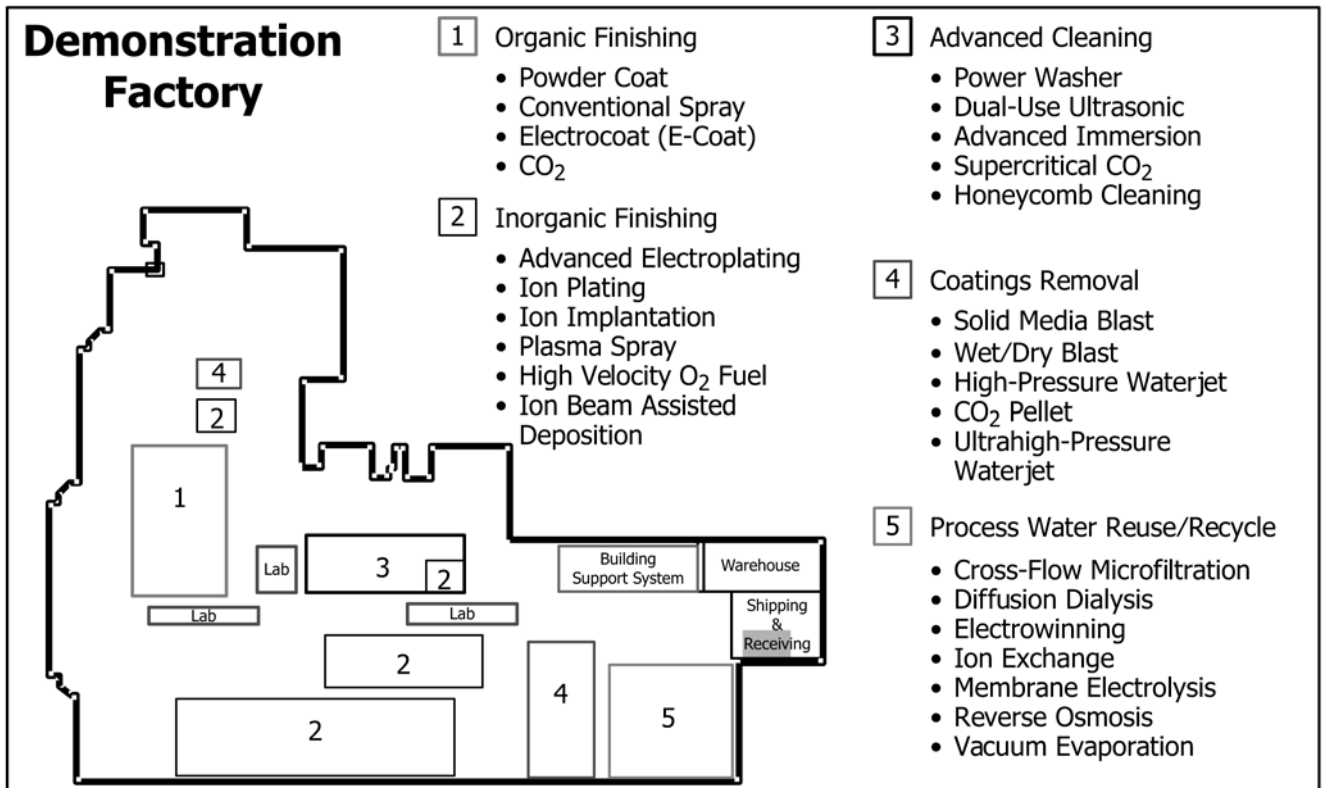 Demonstration
Factory
1 Organic Finishing
• Powder Coat
• Conventional Spray
• Electrocoat (E-Coat)
• CO2
2 Inorganic Finishing
• Advanced Electroplating
• Ion Plating
• Ion Implantation
• Plasma Spray
• High Velocity O2 Fuel
• Ion Beam Assisted
Deposition
3 Advanced Cleaning
• Power Washer
• Dual-Use Ultrasonic
• Advanced Immersion
• Supercritical CO2
• Honeycomb Cleaning
4 Coatings Removal
• Solid Media Blast
• Wet/Dry Blast
• High-Pressure Waterjet
• CO2 Pellet
• Ultrahigh-Pressure
Waterjet
5 Process Water Reuse/Recycle
• Cross-Flow Microfiltration
• Diffusion Dialysis
• Electrowinning
• Ion Exchange
• Membrane Electrolysis
• Reverse Osmosis
• Vacuum Evaporation
4
2
1
Lab
3
2
Building
Support System
Warehouse
Lab
Lab
Shipping
&
Receiving
2
4
5
2